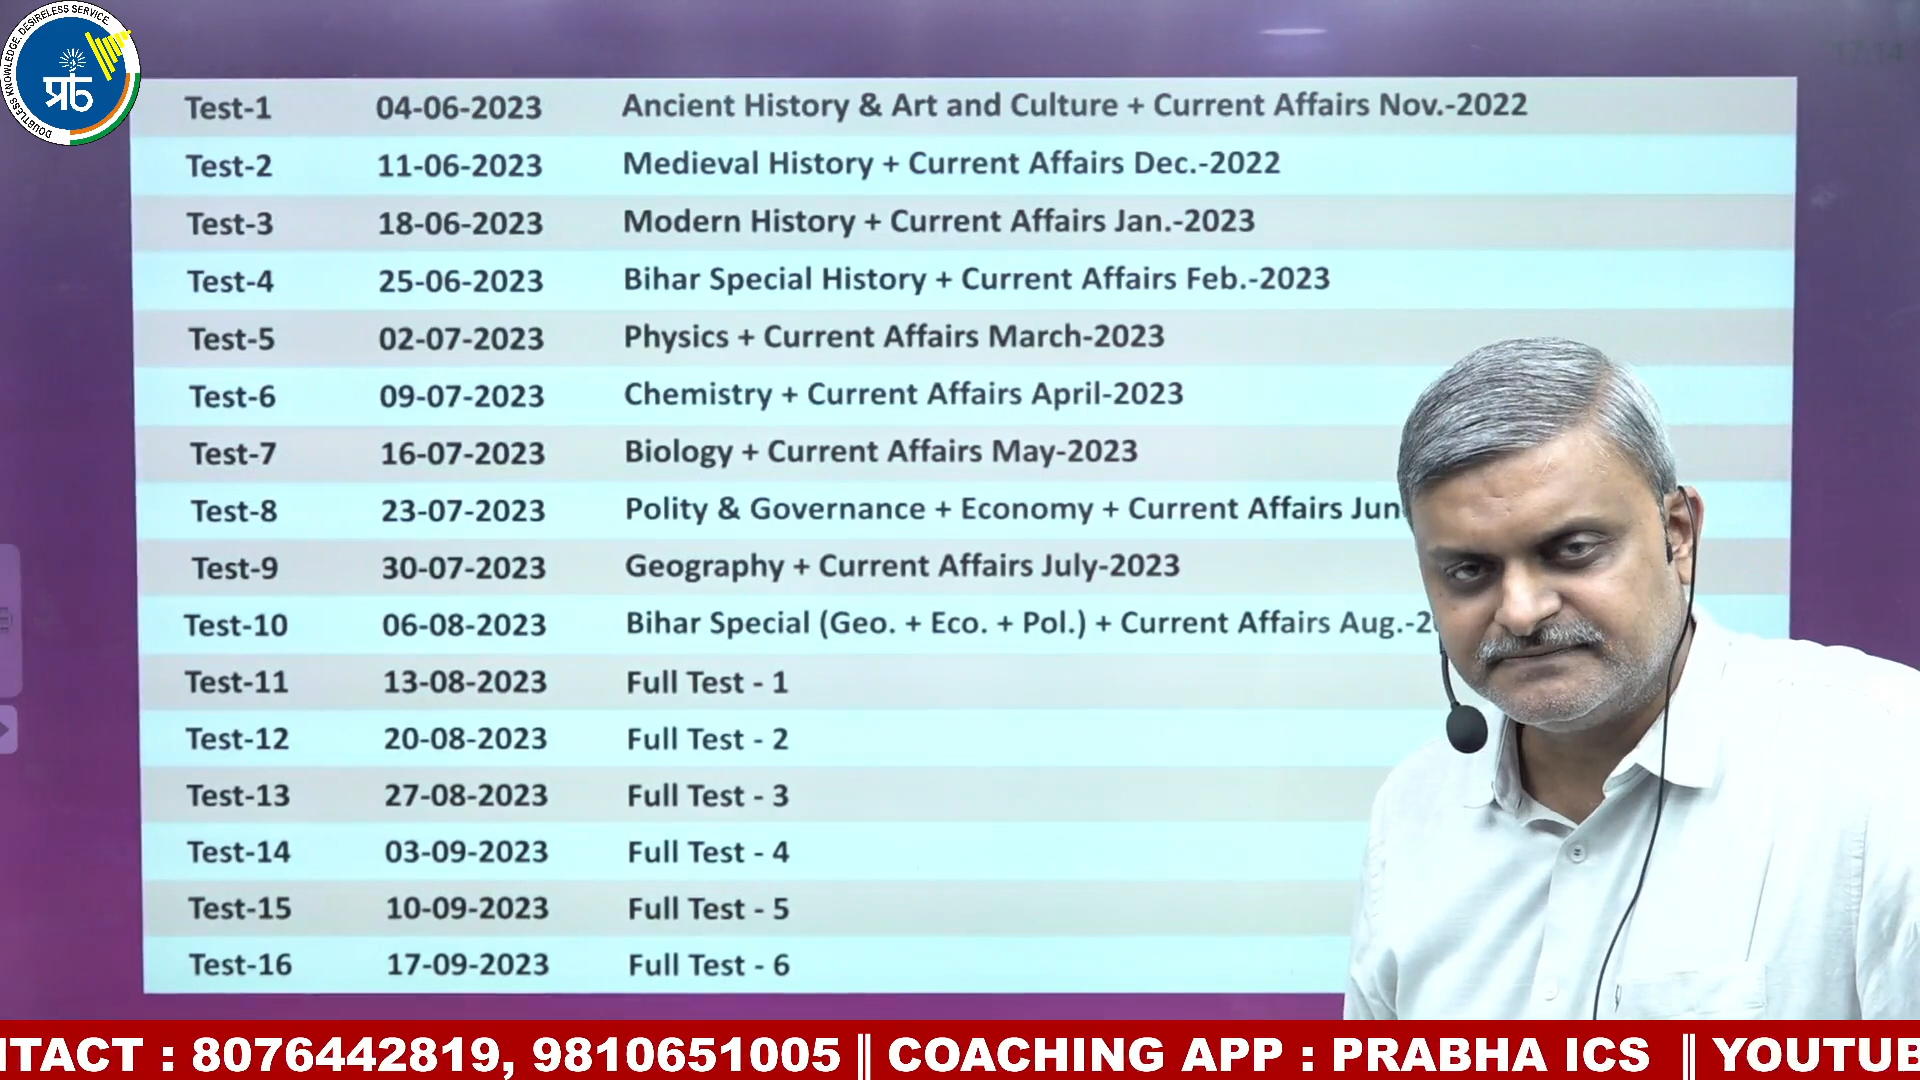 DOUBTLESS KNOWLEDGE, DESIRELESS SERVICE.
प्रb
Test-1 04-06-2023 Ancient History & Art and Culture + Current Affairs Nov.-2022
Test-2 11-06-2023 Medieval History + Current Affairs Dec.-2022
Test-3 18-06-2023 Modern History + Current Affairs Jan.-2023
Test-4 25-06-2023 Bihar Special History + Current Affairs Feb.-2023
Test-5 02-07-2023 Physics + Current Affairs March-2023
Test-6 09-07-2023 Chemistry + Current Affairs April-2023
Test-7 16-07-2023 Biology + Current Affairs May-2023
Test-8 23-07-2023 Polity & Governance + Economy + Current Affairs Jun
Test-9 30-07-2023 Geography + Current Affairs July-2023
Test-10 06-08-2023 Bihar Special (Geo. + Eco. + Pol.) + Current Affairs Aug.-2
Test-11 13-08-2023 Full Test - 1
Test-12 20-08-2023 Full Test - 2
Test-13 27-08-2023 Full Test - 3
Test-14 03-09-2023 Full Test - 4
Test-15 10-09-2023 Full Test - 5
Test-16 17-09-2023 Full Test - 6
NTACT : 8076442819, 9810651005 || COACHING APP : PRABHA ICS || YOUTUB